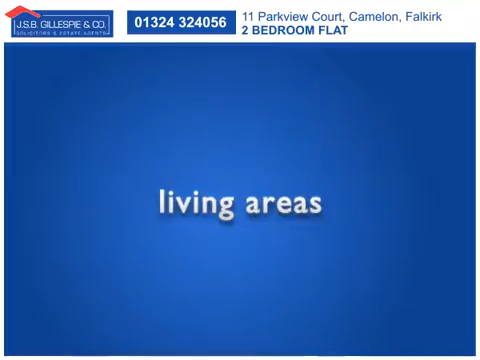 J.S.B. GILLESPIE & CO.
SOLICITORS & ESTATE AGENTS
01324 324056
11 Parkview Court, Camelon, Falkirk
2 BEDROOM FLAT
living areas